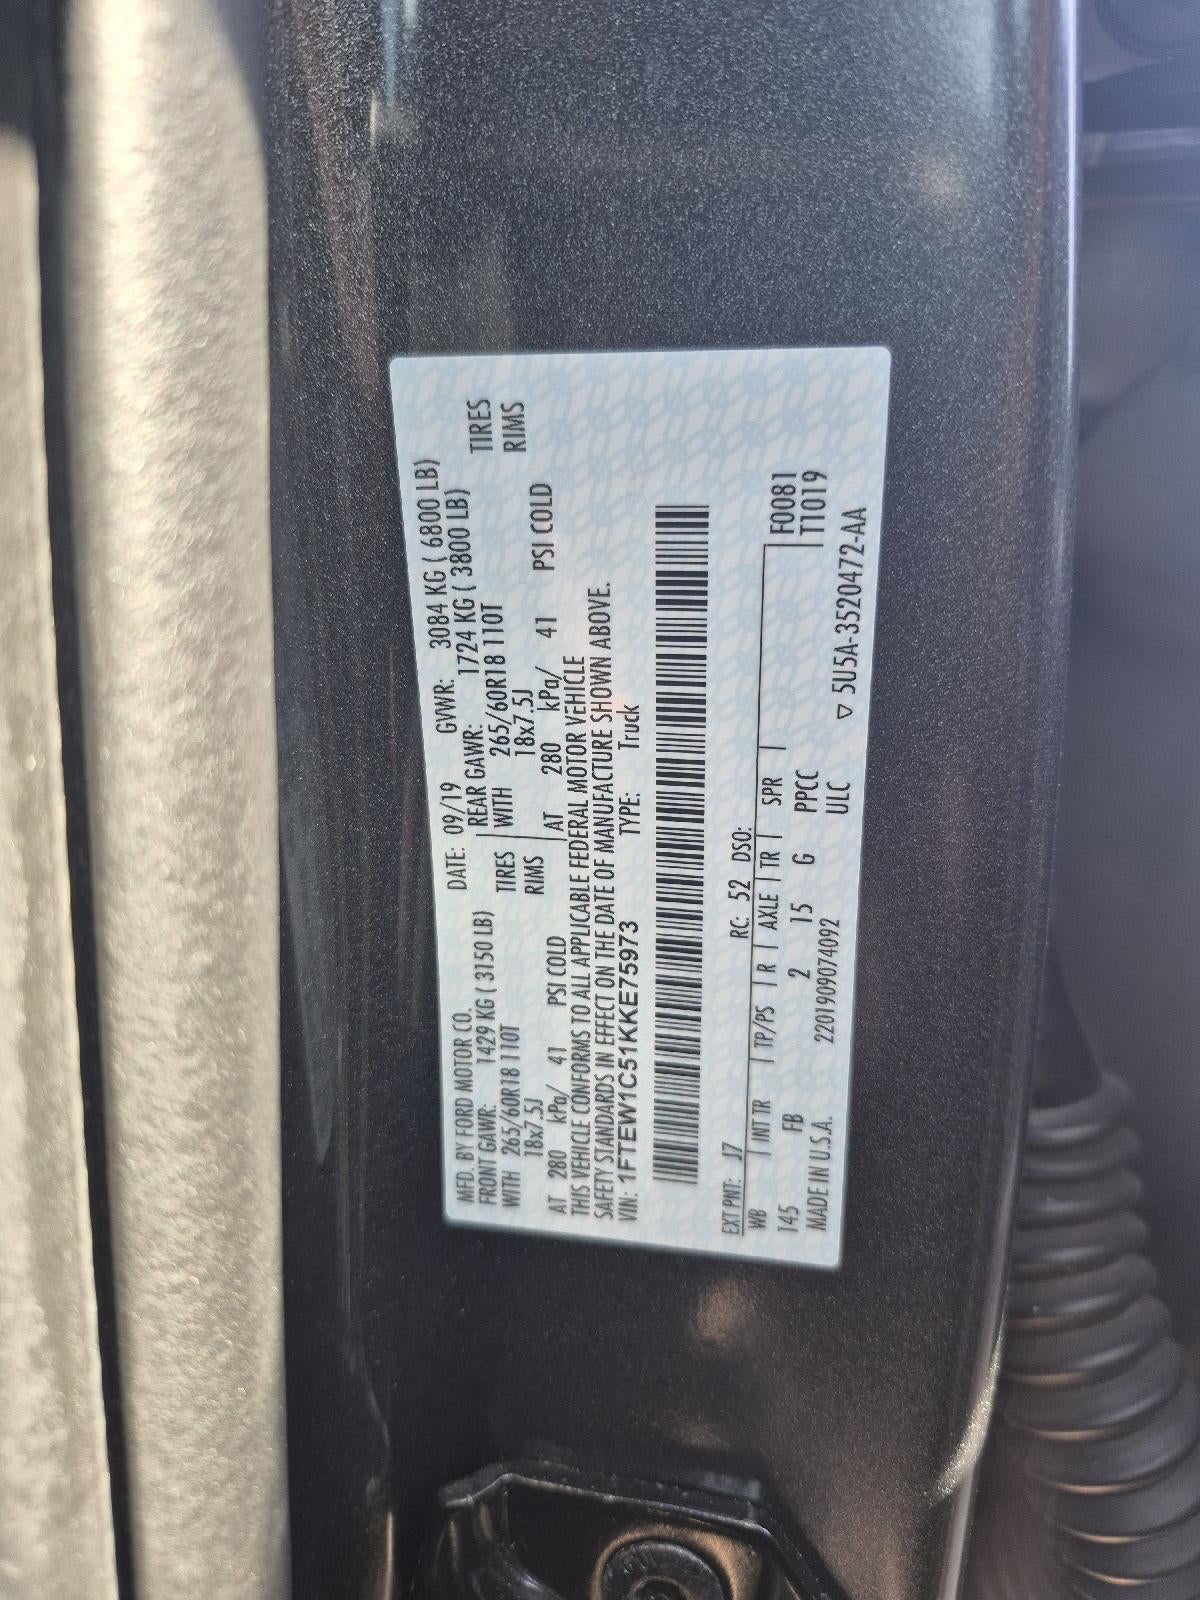 MFD. BY FORD MOTOR CO. DATE: 09/19 GVWR: 3084 KG ( 6800 LB)
FRONT GAWR: 1429 KG ( 3150 LB) REAR GAWR: 1724 KG ( 3800 LB)
WITH 265/60R18 110T TIRES WITH 265/60R18 110T TIRES
18x7.5J RIMS 18x7.5J RIMS
AT 280 kPa/ 41 PSI COLD AT 280 kPa/ 41 PSI COLD
THIS VEHICLE CONFORMS TO ALL APPLICABLE FEDERAL MOTOR VEHICLE
SAFETY STANDARDS IN EFFECT ON THE DATE OF MANUFACTURE SHOWN ABOVE.
VIN: 1FTEW1C51KKE75973 TYPE: Truck
EXT PNT: J7 RC: 52 DSO:
WB INT TR TP/PS R AXLE TR SPR F0081
145 FB 2 15 G PPCC T1019
MADE IN U.S.A. 2201909074092 ULC ▽ 5U5A-3520472-AA